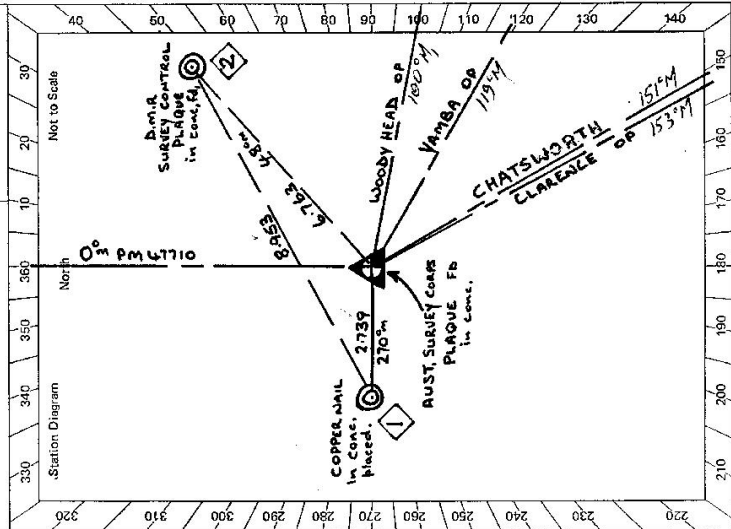 40 50 60 70 80 90 100 110 120 130 140
30
20
10
360
350
340
330
Not to Scale
North
Station Diagram
D.M.R
SURVEY CONTROL
PLAQUE
in conc, Fd,
2
48°m
6.763
8.953
0°m PM 47710
WOODY HEAD OP
100°M,
YAMBA OP
119°M
CHATSWORTH
151°M
CLARENCE OP
153°M
2.739
270°m
AUST, SURVEY CORPS
PLAQUE FD
in conc,
COPPER NAIL
in conc,
placed.
1
150
160
170
180
190
200
210
320 310 300 290 280 270 260 250 240 230 220